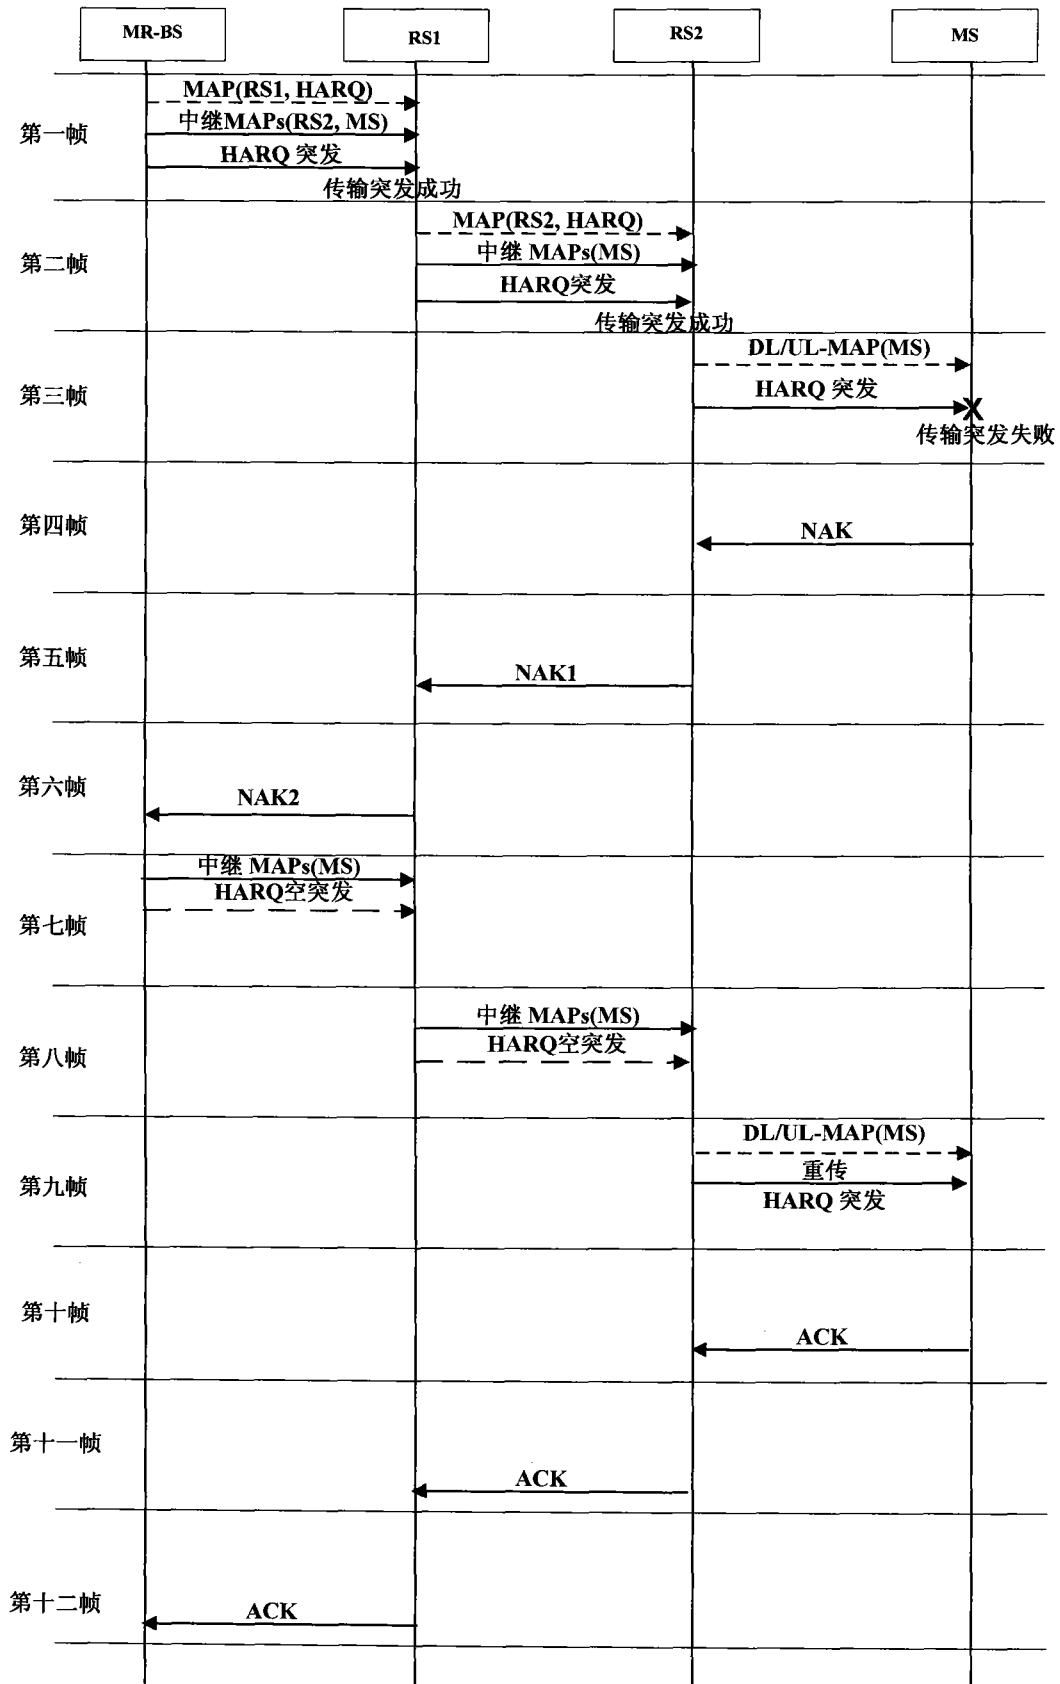 MR-BS
RS1
RS2
MS
第一帧
MAP(RS1, HARQ)
中继MAPs(RS2, MS)
HARQ 突发
传输突发成功
第二帧
MAP(RS2, HARQ)
中继 MAPs(MS)
HARQ突发
传输突发成功
第三帧
DL/UL-MAP(MS)
HARQ 突发
X
传输突发失败
第四帧
NAK
第五帧
NAK1
第六帧
NAK2
第七帧
中继 MAPs(MS)
HARQ空突发
第八帧
中继 MAPs(MS)
HARQ空突发
第九帧
DL/UL-MAP(MS)
重传
HARQ 突发
第十帧
ACK
第十一帧
ACK
第十二帧
ACK